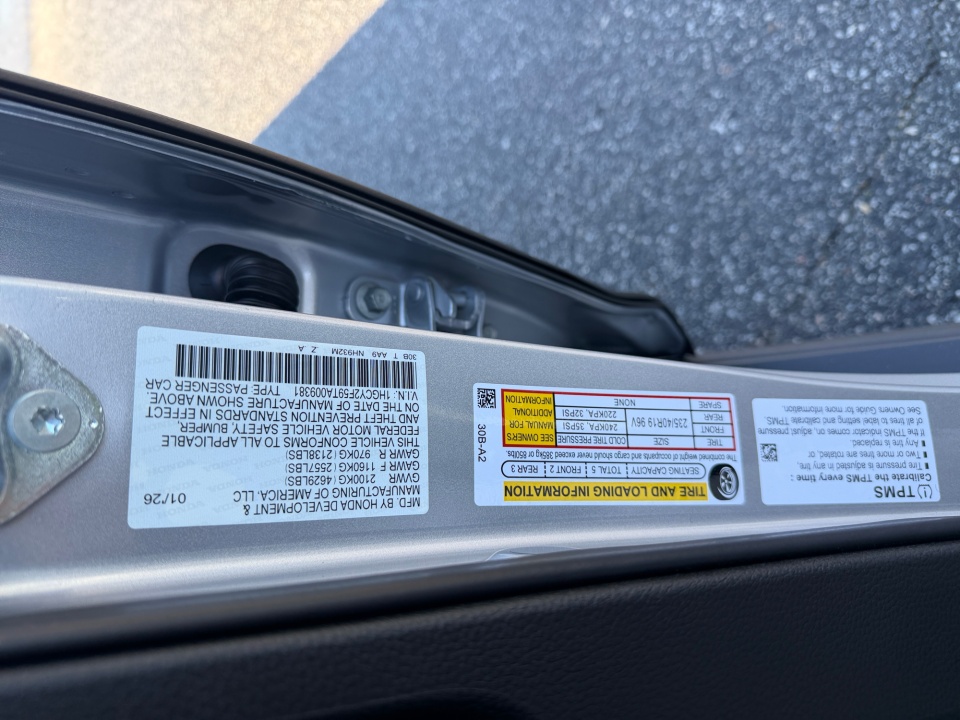 MFD. BY HONDA DEVELOPMENT &
MANUFACTURING OF AMERICA, LLC
GVWR 2100KG(4629LBS) 01/26
GAWR F 1160KG(2557LBS)
GAWR R 970KG(2138LBS)
THIS VEHICLE CONFORMS TO ALL APPLICABLE
FEDERAL MOTOR VEHICLE SAFETY, BUMPER,
AND THEFT PREVENTION STANDARDS IN EFFECT
ON THE DATE OF MANUFACTURE SHOWN ABOVE.
V.I.N.: 1HGCY2F59TA009381 TYPE:PASSENGER CAR
30B T AA9 NH932M Z A
TIRE AND LOADING INFORMATION
SEATING CAPACITY TOTAL 5 FRONT 2 REAR 3
The combined weight of occupants and cargo should never exceed 385kg or 850lbs.
TIRE SIZE COLD TIRE PRESSURE
FRONT 235/40R19 96V 240KPA, 35PSI
REAR 220KPA, 32PSI
SPARE NONE
SEE OWNERS
MANUAL FOR
ADDITIONAL
INFORMATION
30B-A2
TPMS
Calibrate the TPMS every time :
■ Tire pressure adjusted in any tire,
■ Two or more tires are rotated, or
■ Any tire is replaced.
If the TPMS indicator comes on, adjust pressure
of all tires to label setting and calibrate.
See Owners Guide for more information.